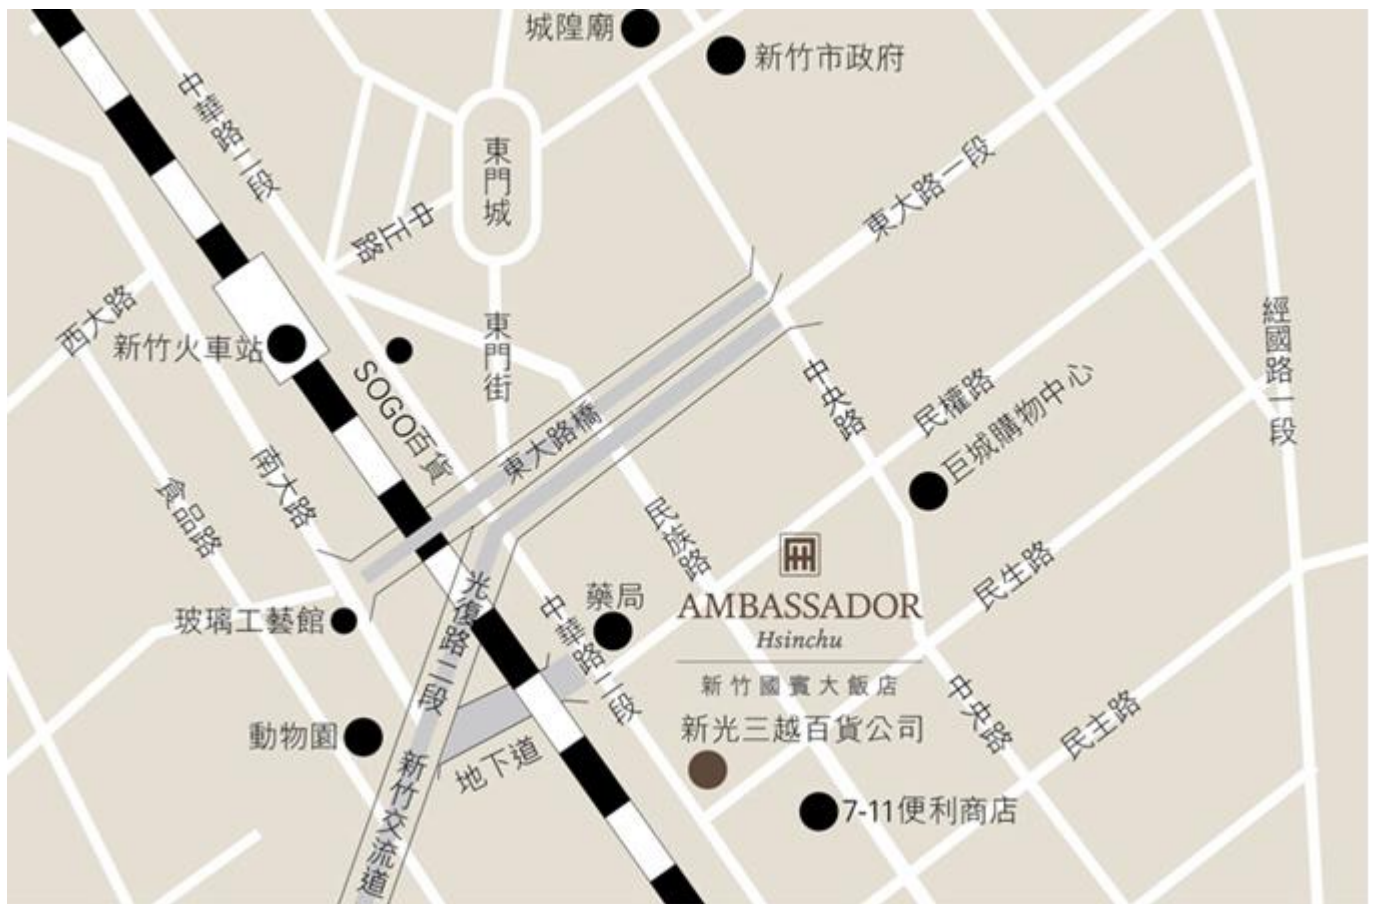 城隍廟
新竹市政府
中華路二段
東門城
東大路一段
中正路
西大路
新竹火車站
東門街
經國路一段
SOGO百貨
中央路
民權路
巨城購物中心
東大路橋
南大路
食品路
民族路
AMBASSADOR
Hsinchu
新竹國賓大飯店
民生路
光復路二段
藥局
中華路二段
玻璃工藝館
動物園
新竹交流道
地下道
新光三越百貨公司
中央路
民主路
7-11便利商店